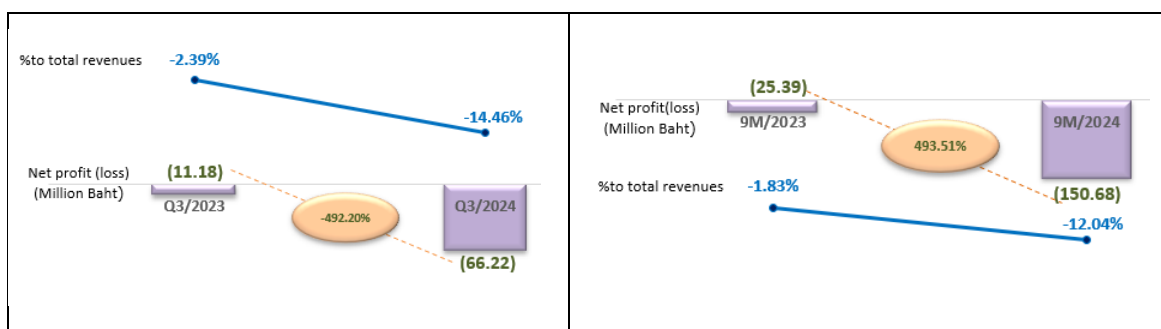 %to total revenues
-2.39%
-14.46%
Net profit (loss)
(Million Baht)
(11.18)
Q3/2023
-492.20%
Q3/2024
(66.22)
(25.39)
Net profit(loss)
(Million Baht)
9M/2023
9M/2024
493.51%
%to total revenues
-1.83%
(150.68)
-12.04%